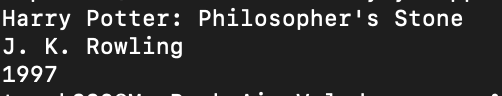 Harry Potter: Philosopher's Stone
J. K. Rowling
1997